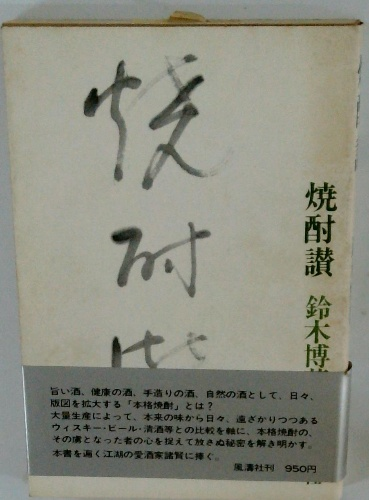 焼酎讃
鈴木博
焼酎
旨い酒、健康の酒、手造りの酒、自然の酒として、日々、
版図を拡大する「本格焼酎」とは?
大量生産によって、本来の味から日々、遠ざかりつつある
ウィスキー・ビール・清酒等との比較を軸に、本格焼酎の、
その虜となった者の心を捉えて放さぬ秘密を解き明かす。
本書を遍く江湖の愛酒家諸賢に捧ぐ。
風濤社刊 950円